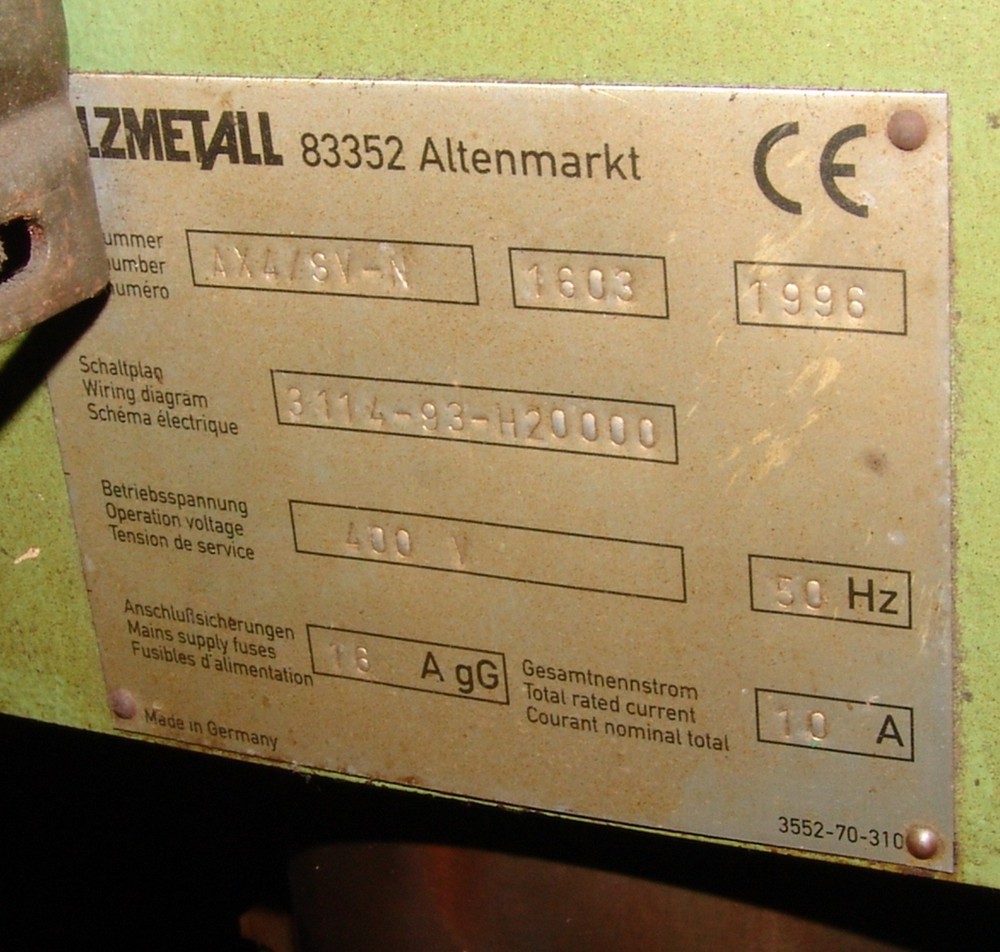 LZMETALL 83352 Altenmarkt CE
ummer
number
numéro
AX4/SV-N 1603 1996
Schaltplan
Wiring diagram
Schéma électrique
3114-93-H20000
Betriebsspannung
Operation voltage
Tension de service
400 V 50 Hz
Anschlußsicherungen
Mains supply fuses
Fusibles d'alimentation
16 A gG
Gesamtnennstrom
Total rated current
Courant nominal total
10 A
Made in Germany
3552-70-310